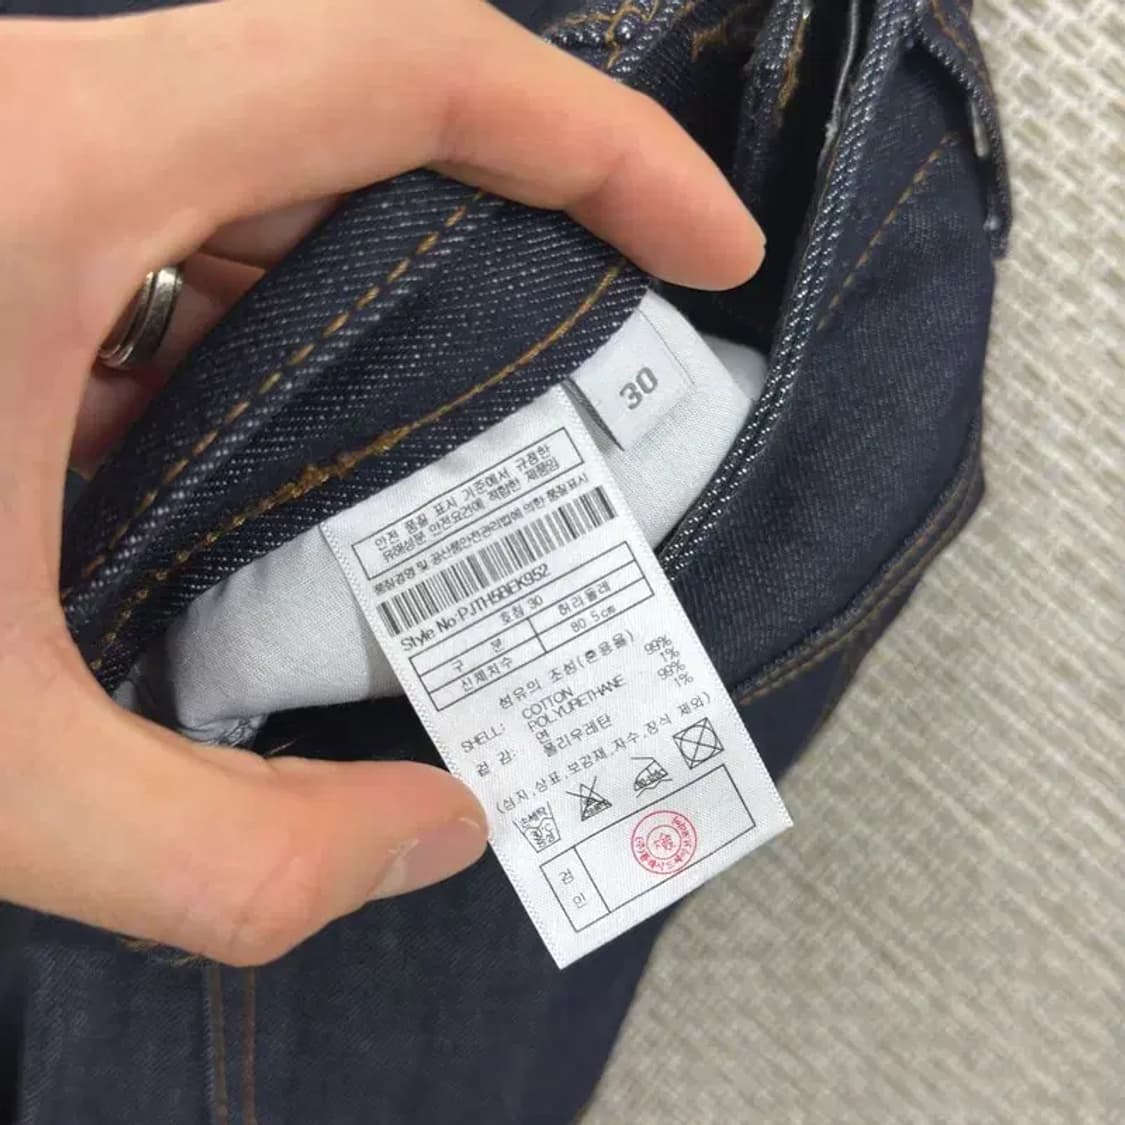 30
안전 품질 표시 기준에서 규정한
유해성분 안전요건에 적합한 제품임
품질경영 및 공산품안전관리법에 의한 품질표시
Style No:PJTH5BEK952
호칭 30
구 분 허리둘레
신체치수 80.5cm
섬유의 조성(혼용율)
SHELL: COTTON 99%
POLYURETHANE 1%
겉 감: 면 99%
폴리우레탄 1%
(심지,상표,보강재,자수,장식 제외)
손세탁
검
인